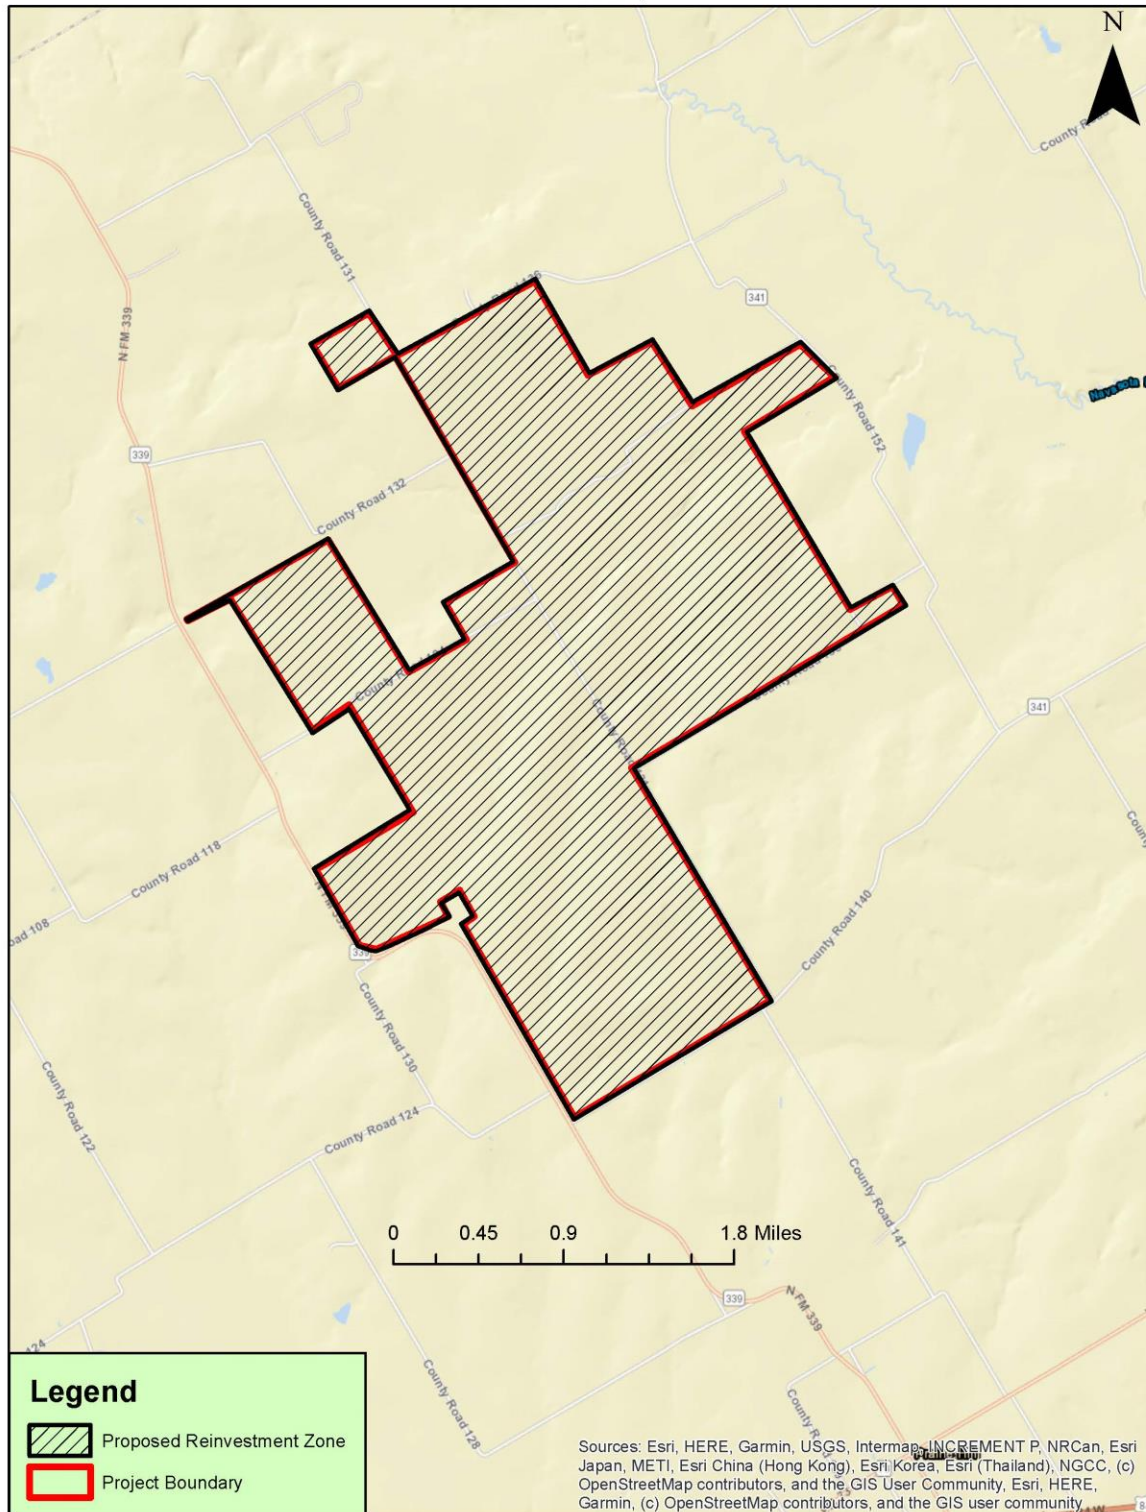 N
County Road
County Road 131
341
N FM 339
County Road 152
339
County Road 132
341
County Road 118
County Road 140
339
County Road 130
County Road 122
County Road 124
County Road 141
0 0.45 0.9 1.8 Miles
339
N FM 339
County Road 128
Legend
Proposed Reinvestment Zone
Project Boundary
Sources: Esri, HERE, Garmin, USGS, Intermap, INCREMENT P, NRCan, Esri
Japan, METI, Esri China (Hong Kong), Esri Korea, Esri (Thailand), NGCC, (c)
OpenStreetMap contributors, and the GIS User Community, Esri, HERE,
Garmin, (c) OpenStreetMap contributors, and the GIS user community